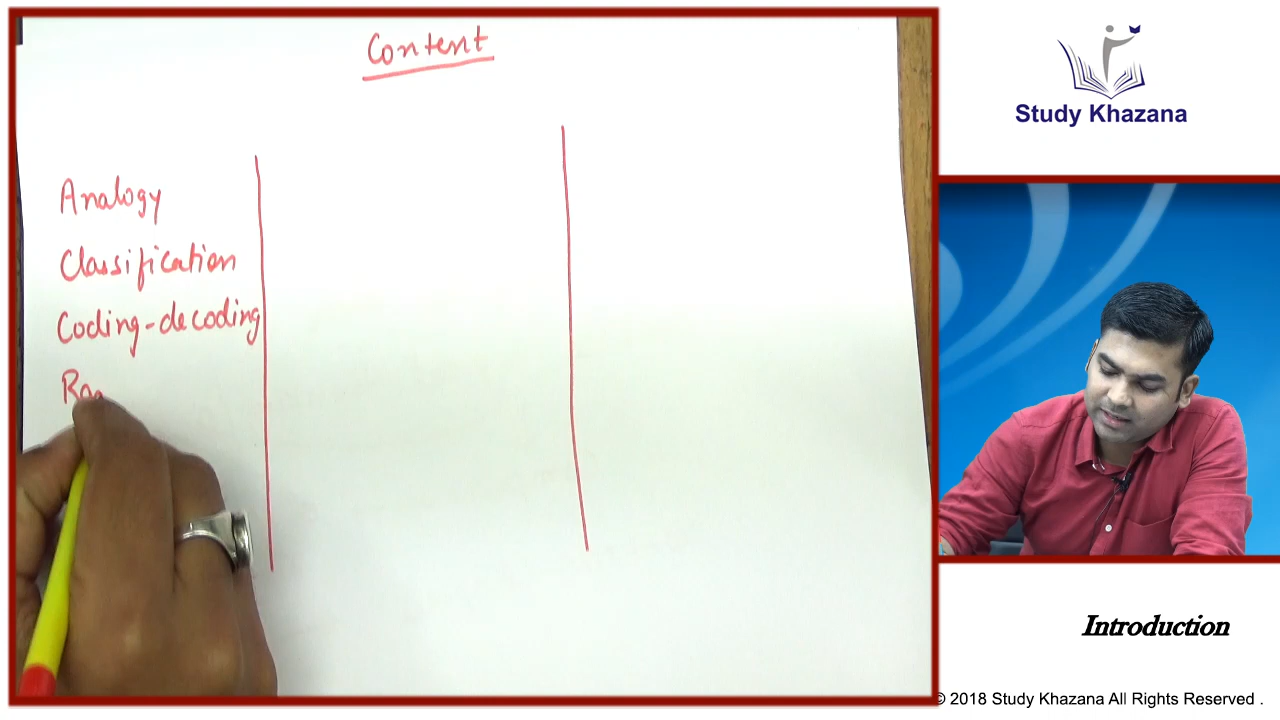 Content
Analogy
Classification
Coding-decoding
Study Khazana
Introduction
© 2018 Study Khazana All Rights Reserved .